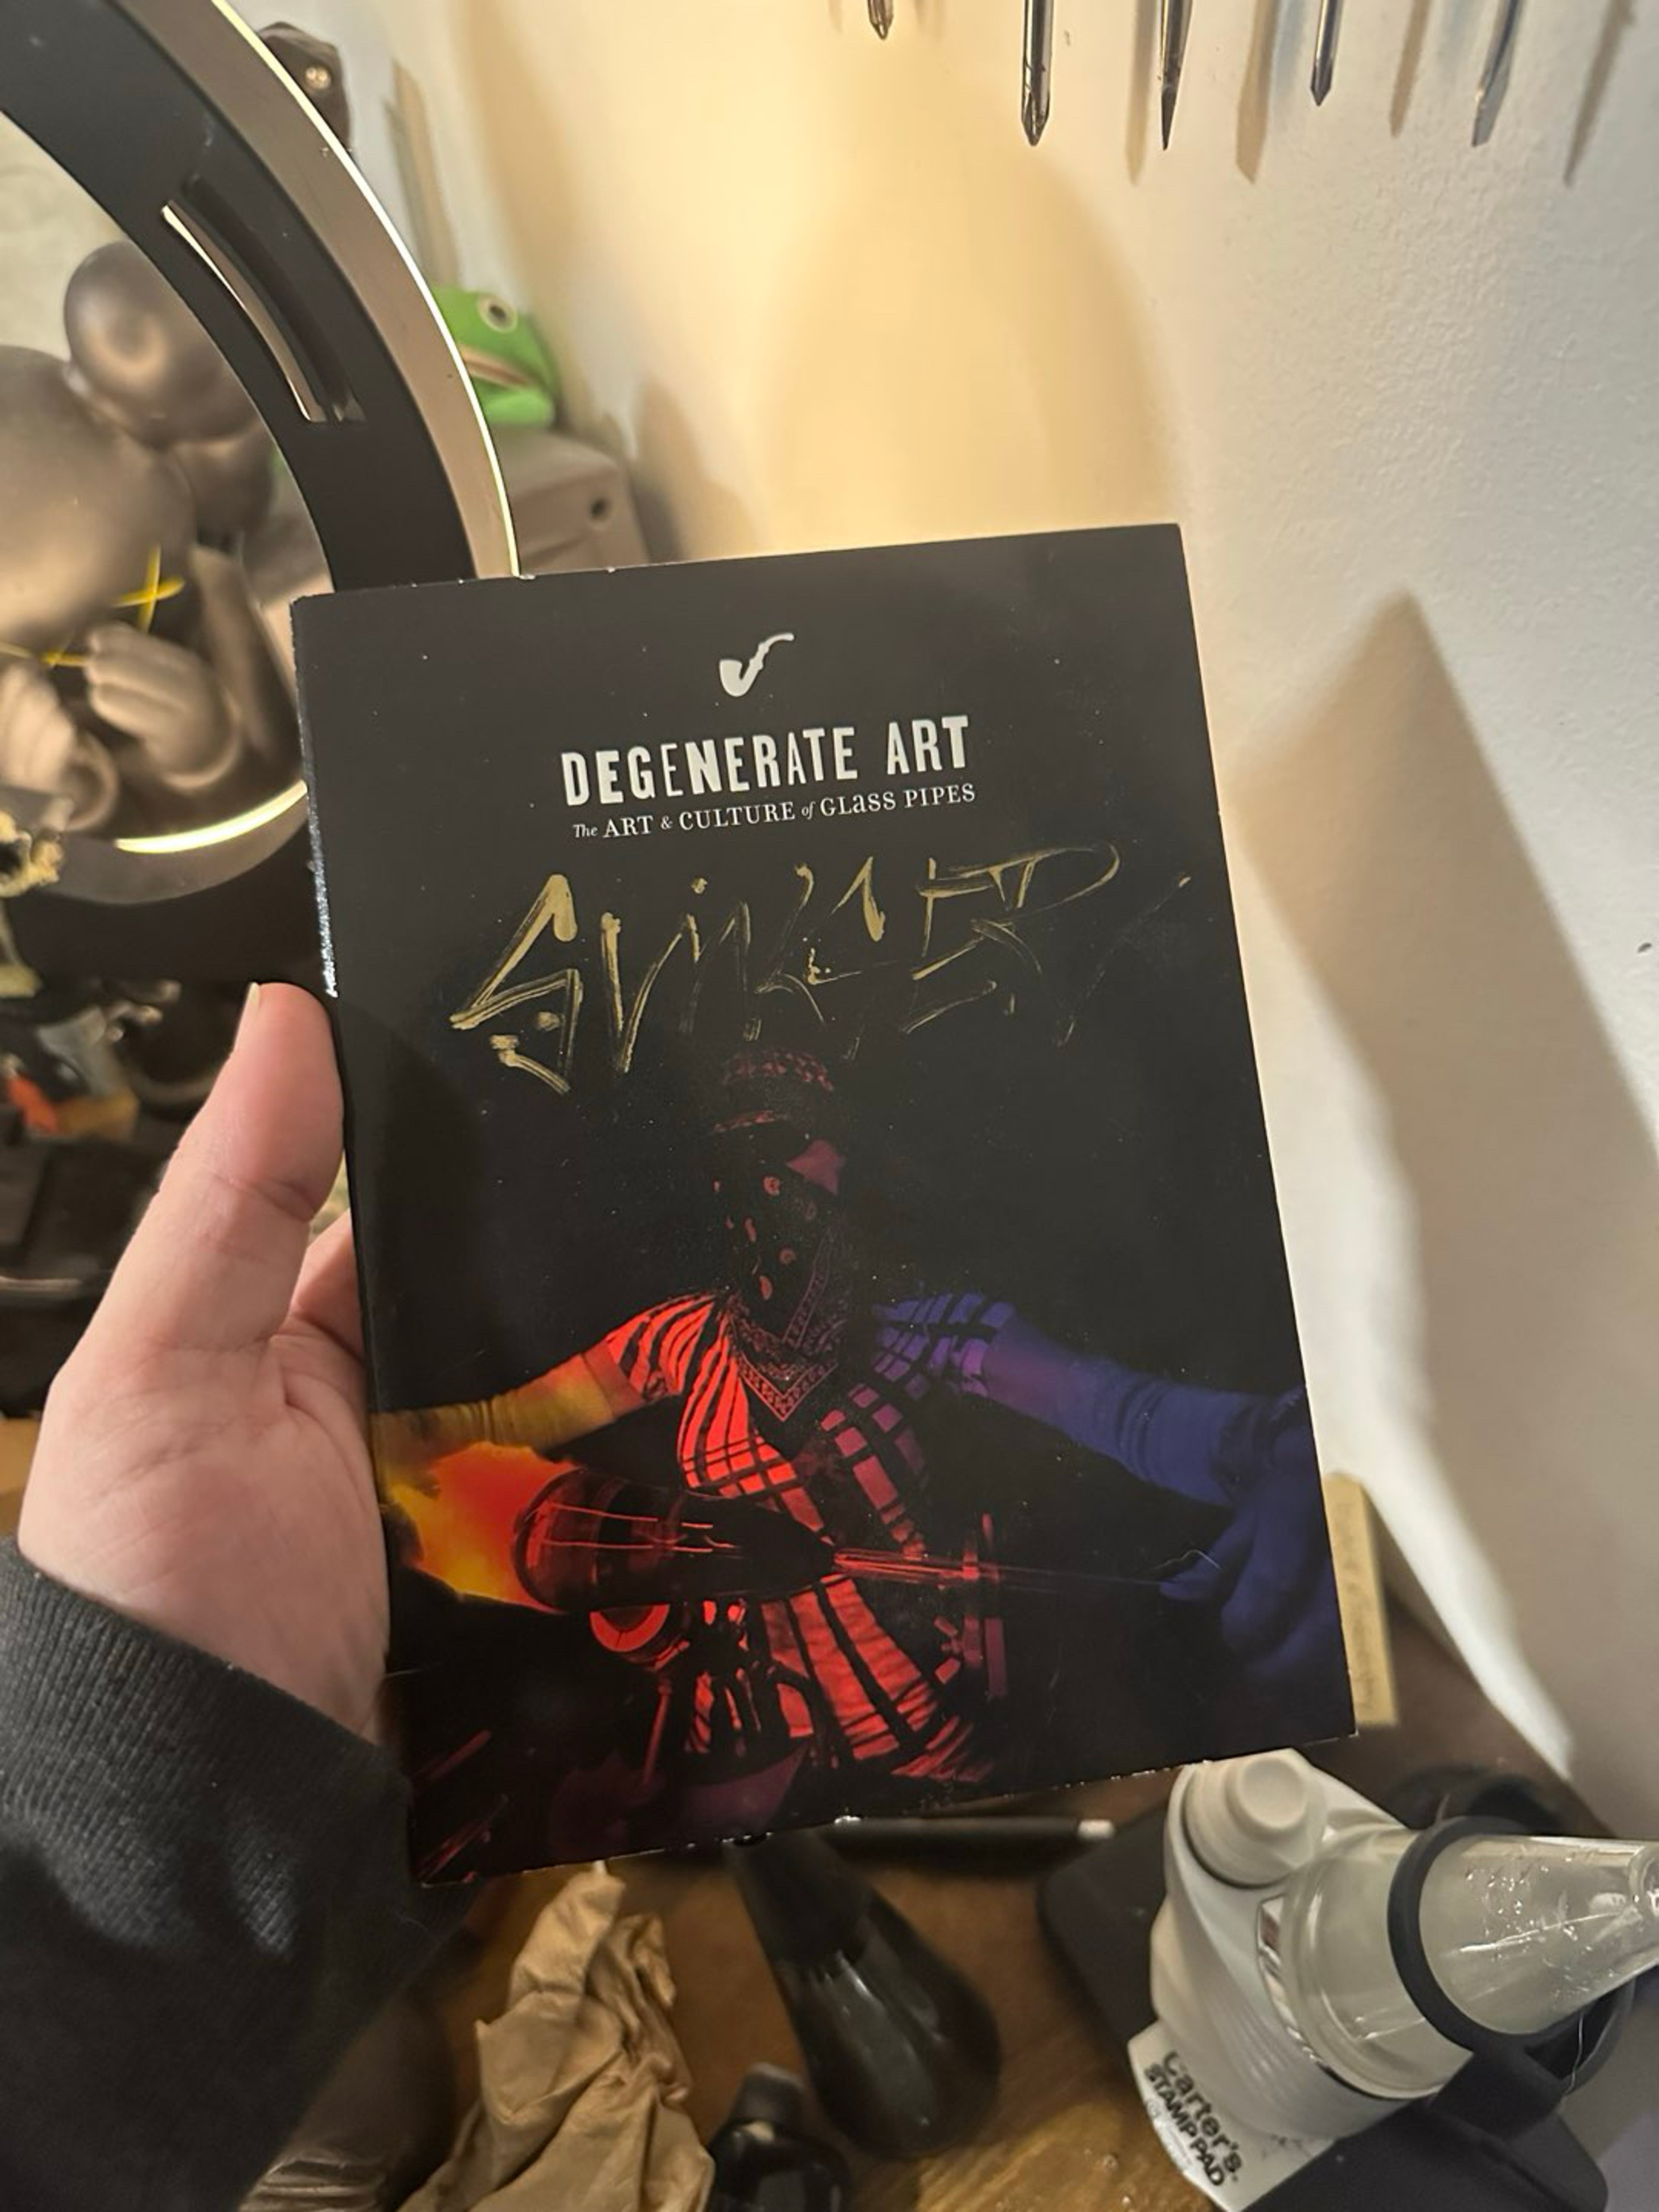 DEGENERATE ART
The ART & CULTURE of GLASS PIPES
Carter's
STAMP PAD